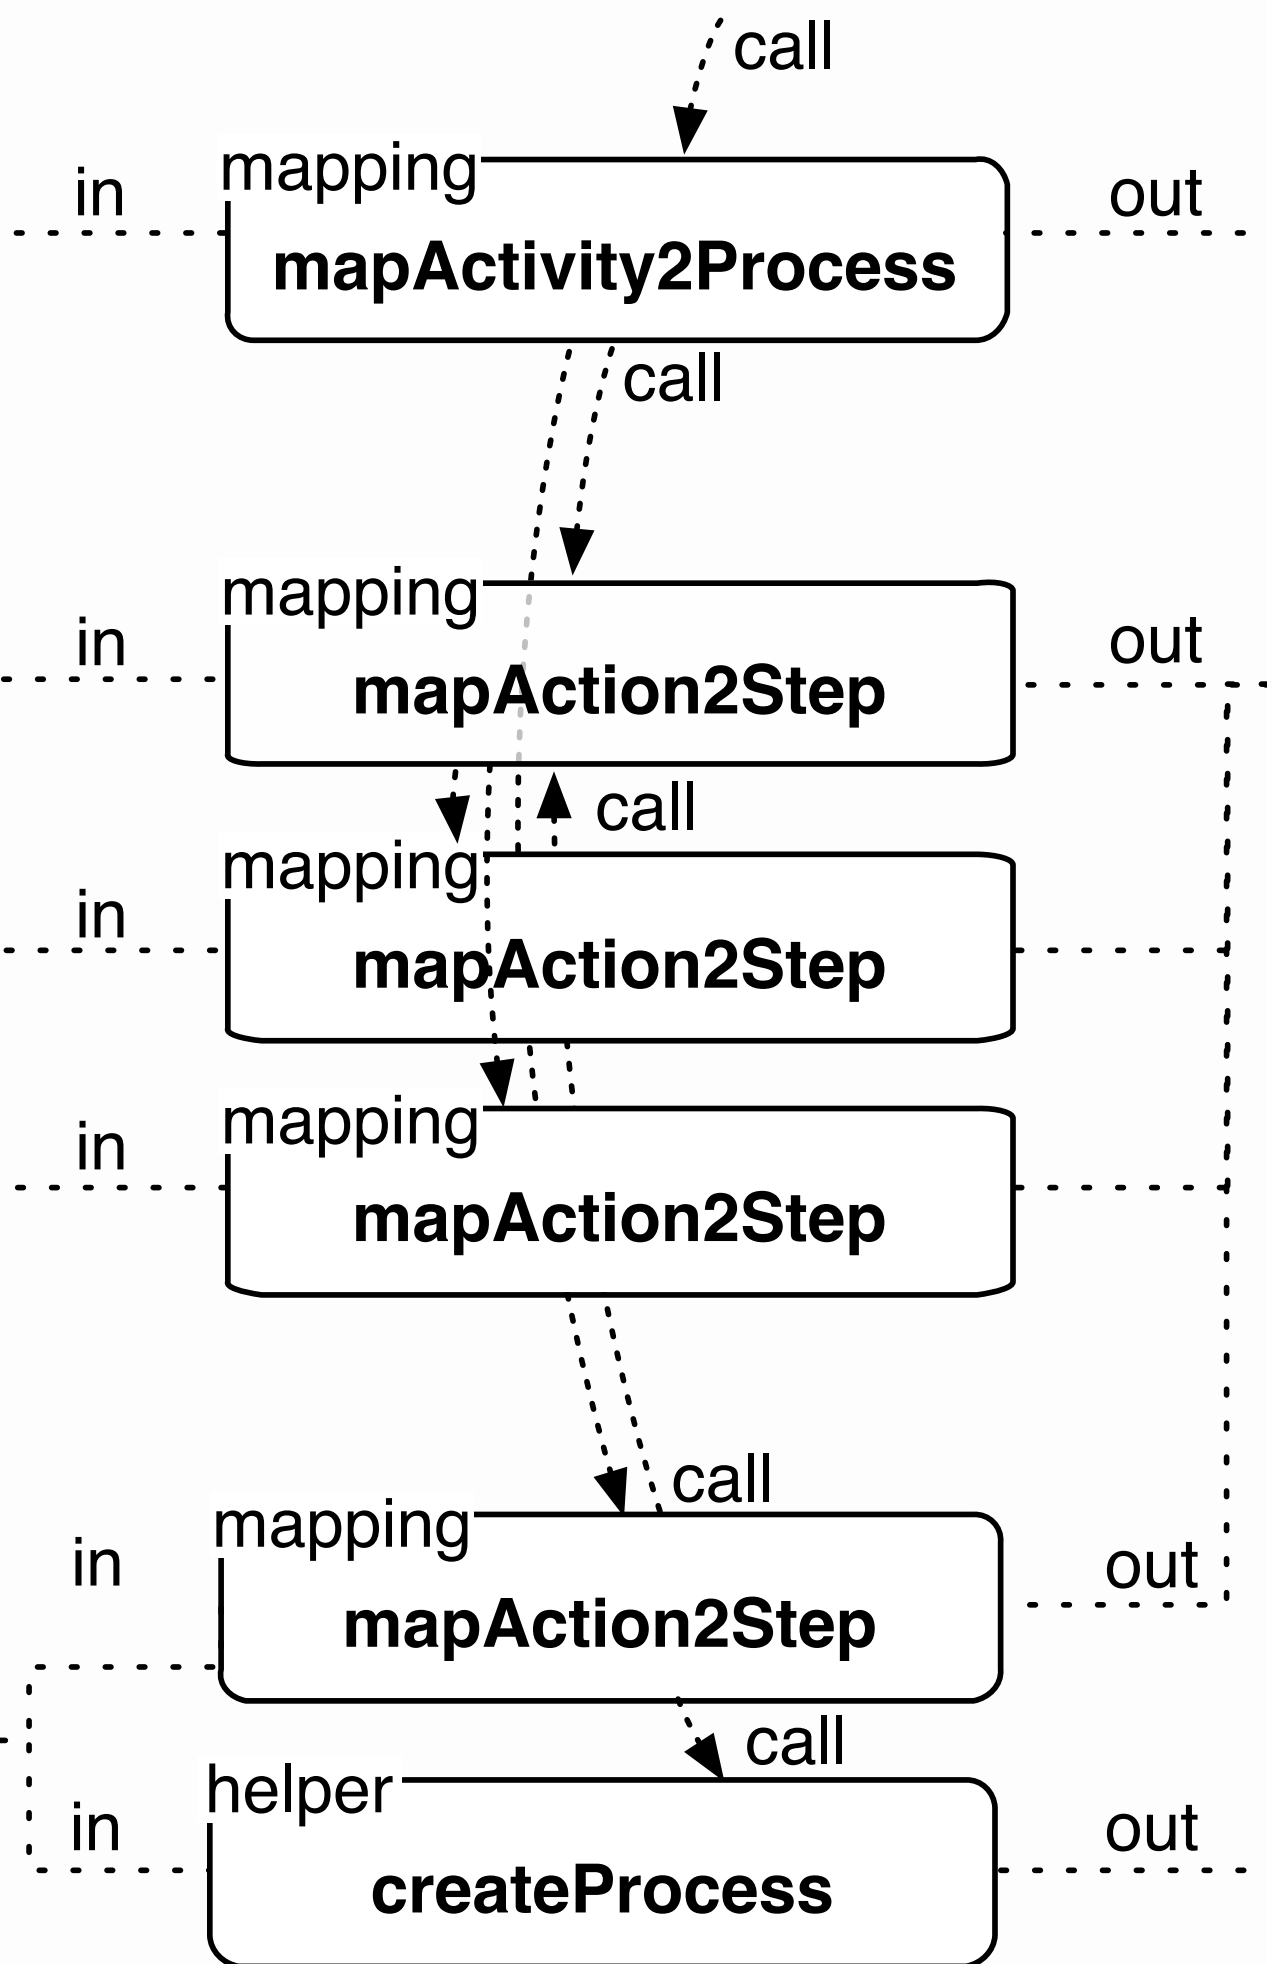 call
mapping
in
out
mapActivity2Process
call
mapping
in
out
mapAction2Step
call
mapping
in
mapAction2Step
mapping
in
mapAction2Step
call
mapping
in
out
mapAction2Step
call
helper
in
out
createProcess